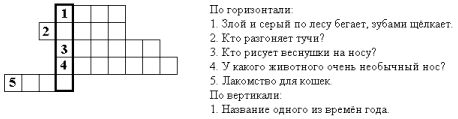 1
2
3
4
5
По горизонтали:
1. Злой и серый по лесу бегает, зубами щёлкает.
2. Кто разгоняет тучи?
3. Кто рисует веснушки на носу?
4. У какого животного очень необычный нос?
5. Лакомство для кошек.
По вертикали:
1. Название одного из времён года.